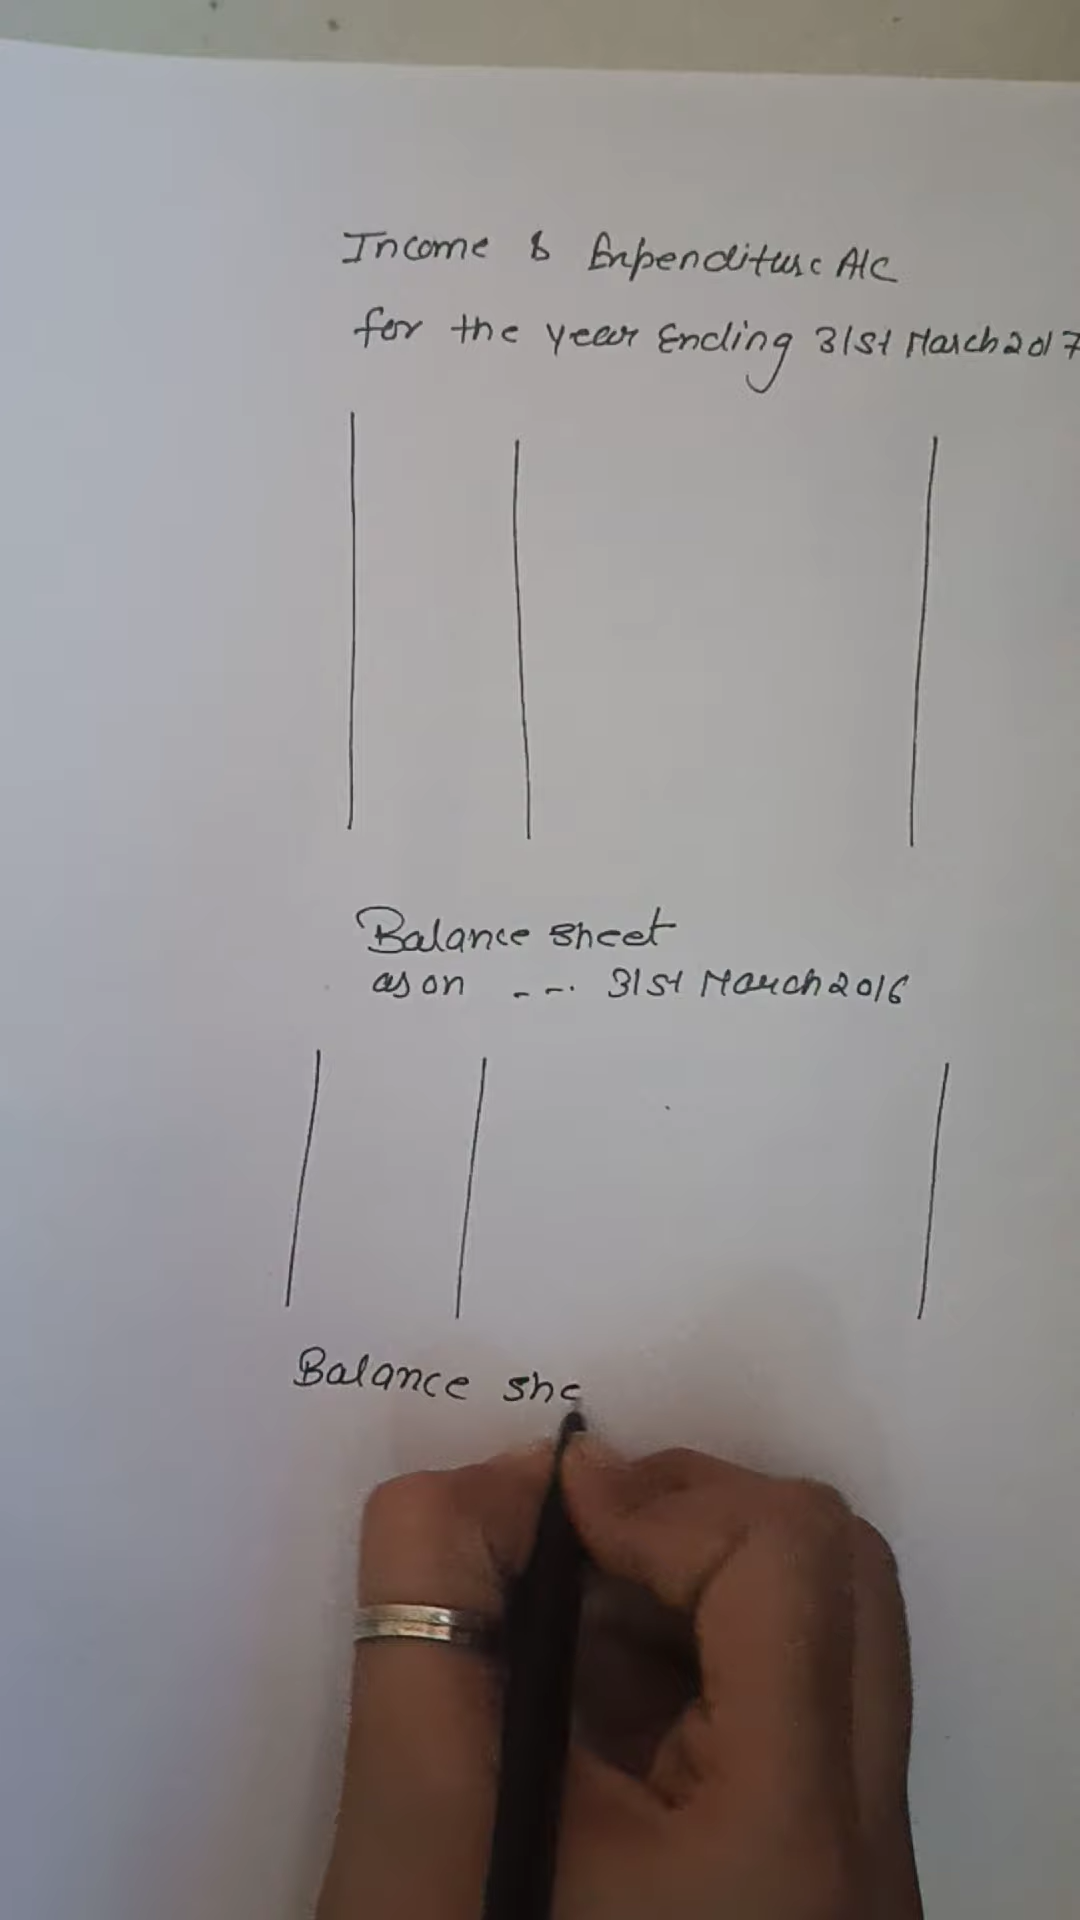 Income & Expenditure A/C
for the year Ending 31st March 2017
Balance sheet
as on - - . 31st March 2016
Balance she